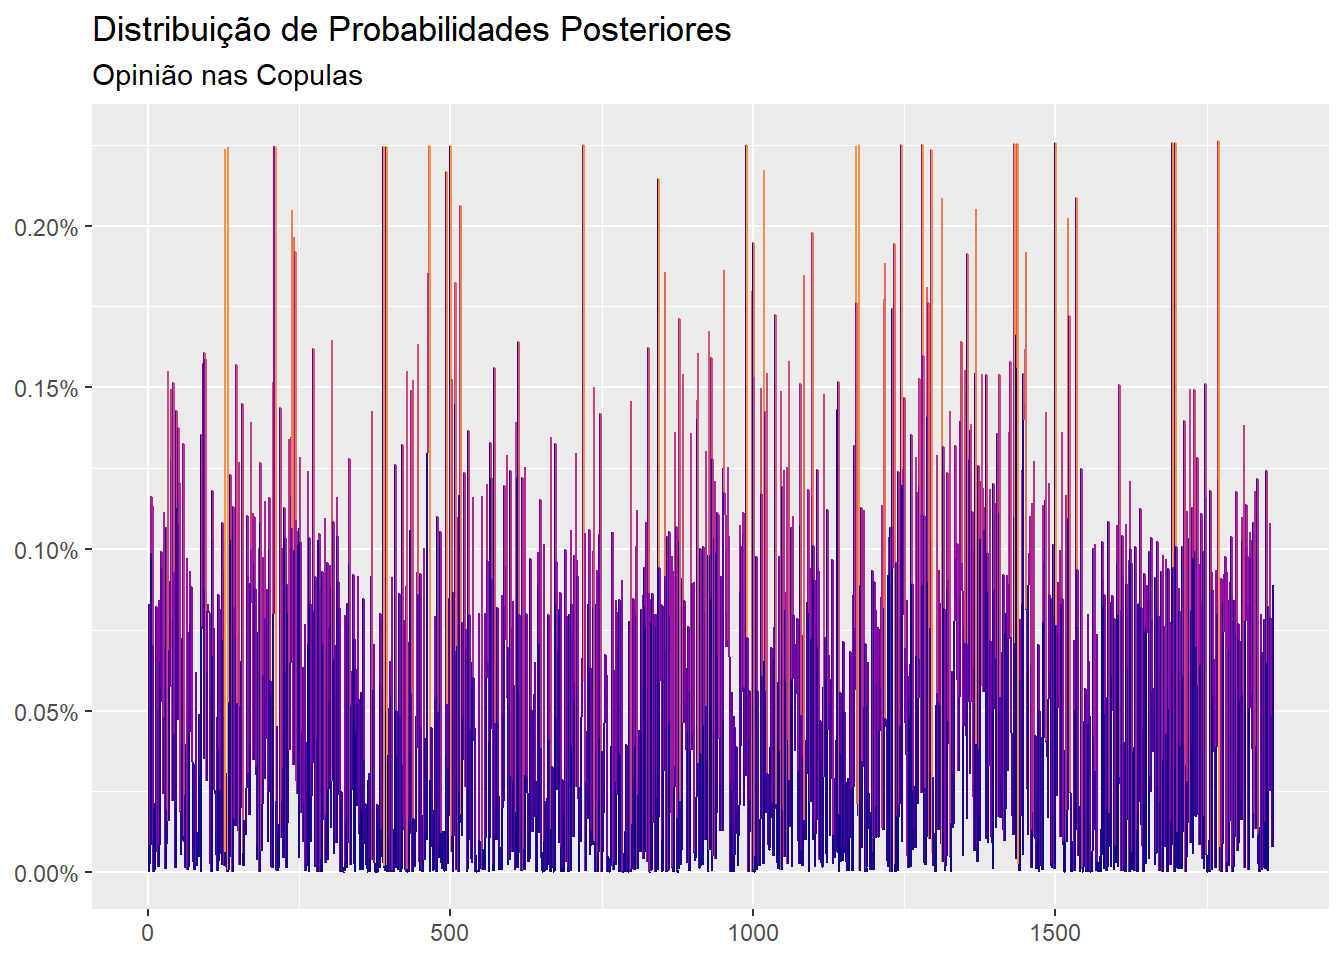 Distribuição de Probabilidades Posteriores
Opinião nas Copulas
0.20%
0.15%
0.10%
0.05%
0.00%
0 500 1000 1500